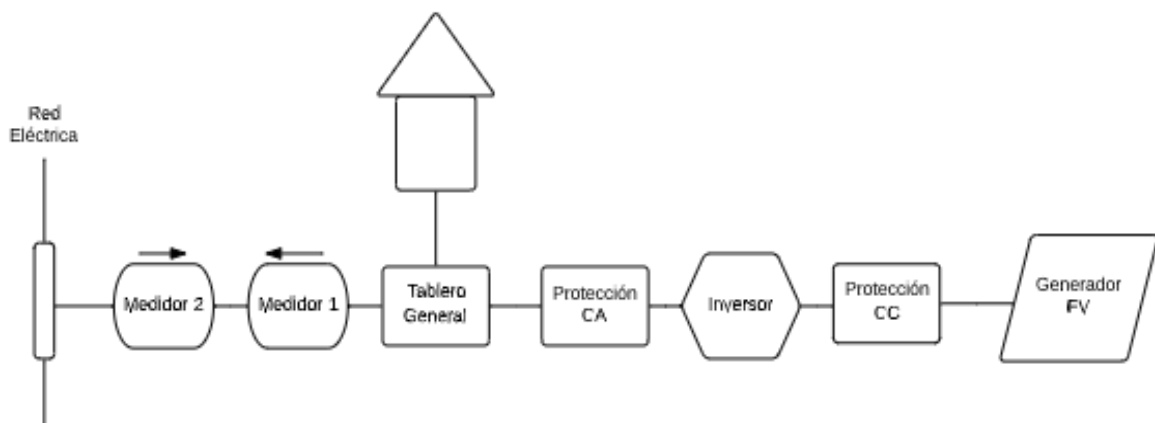 Red
Eléctrica
Medidor 2
Medidor 1
Tablero
General
Protección
CA
Inversor
Protección
CC
Generador
FV